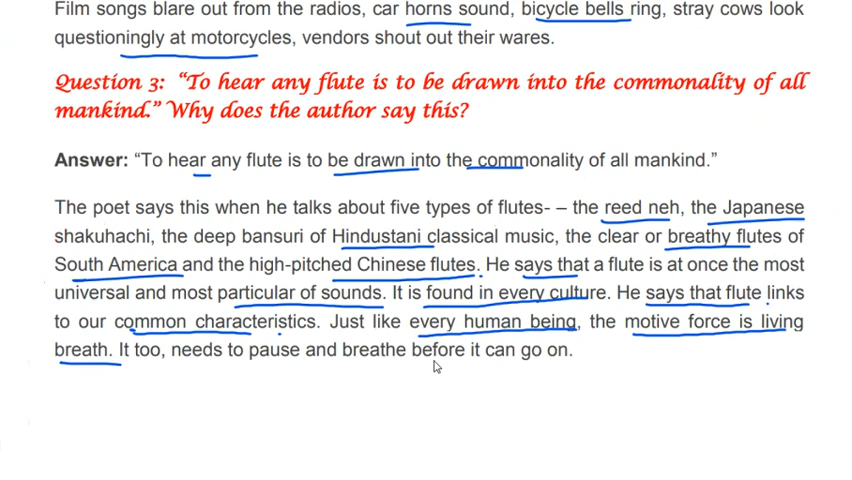 Film songs blare out from the radios, car horns sound, bicycle bells ring, stray cows look
questioningly at motorcycles, vendors shout out their wares.
Question 3: “To hear any flute is to be drawn into the commonality of all
mankind.” Why does the author say this?
Answer: “To hear any flute is to be drawn into the commonality of all mankind.”
The poet says this when he talks about five types of flutes- – the reed neh, the Japanese
shakuhachi, the deep bansuri of Hindustani classical music, the clear or breathy flutes of
South America and the high-pitched Chinese flutes. He says that a flute is at once the most
universal and most particular of sounds. It is found in every culture. He says that flute links
to our common characteristics. Just like every human being, the motive force is living
breath. It too, needs to pause and breathe before it can go on.